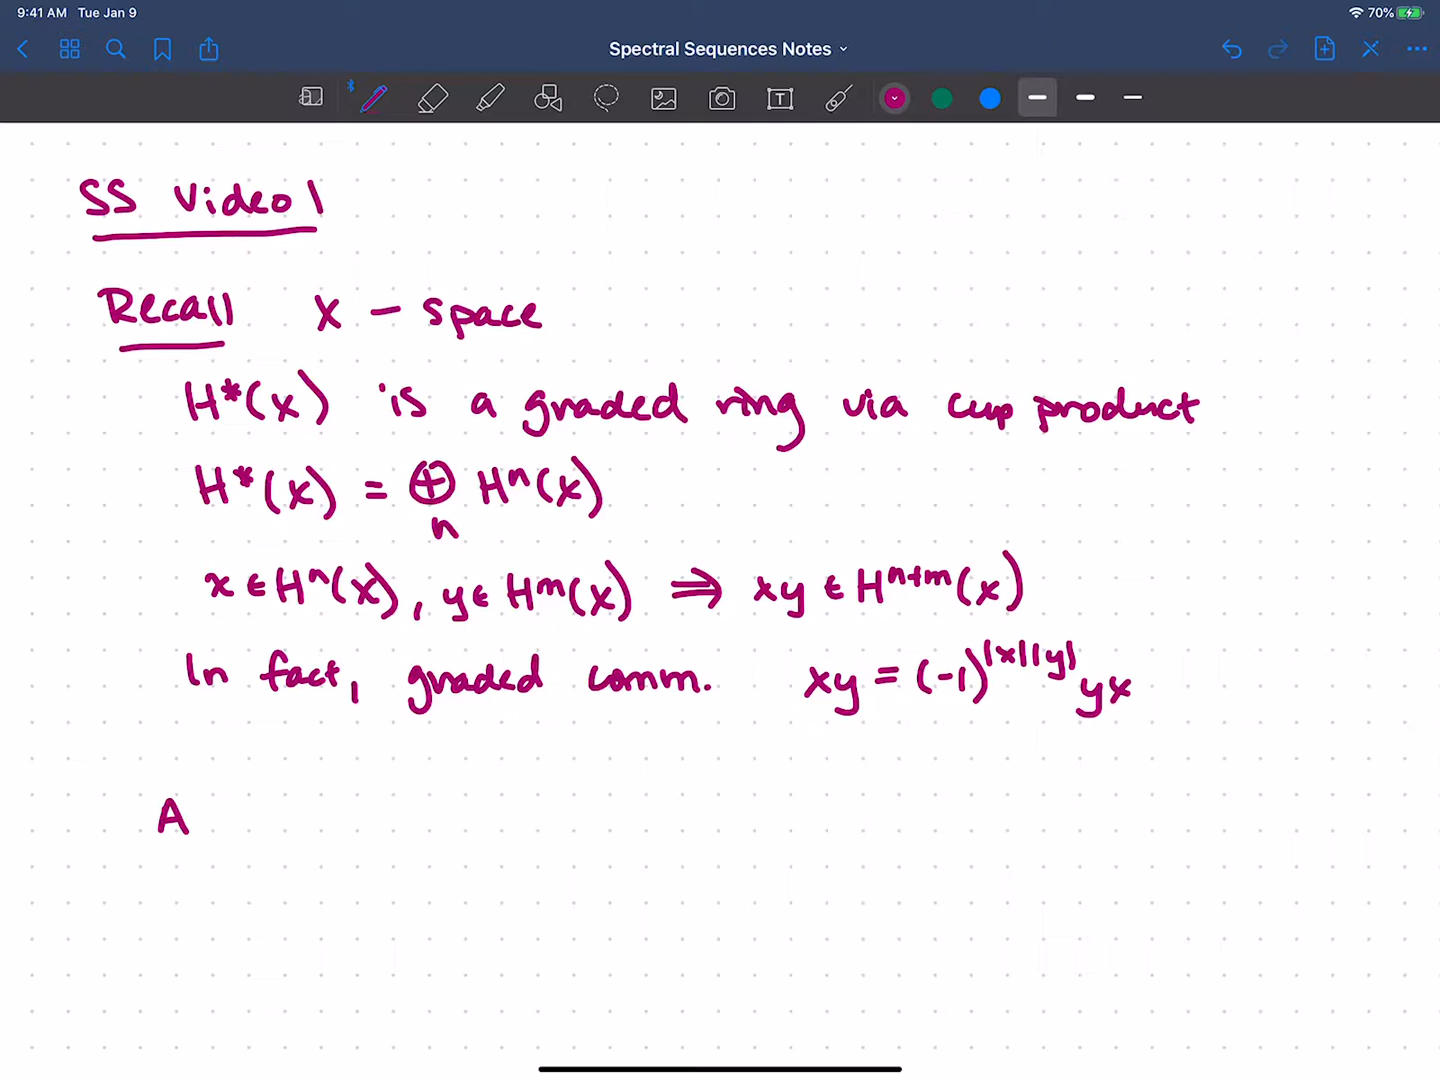 9:41 AM Tue Jan 9 70%
Spectral Sequences Notes
SS Video 1
Recall X – space
H*(X) is a graded ring via cup product
H*(X) = ⊕ Hⁿ(X)
n
x ∈ Hⁿ(X), y ∈ Hᵐ(X) ⇒ xy ∈ Hⁿ⁺ᵐ(X)
In fact, graded comm. xy = (-1)^{|x||y|} yx
A